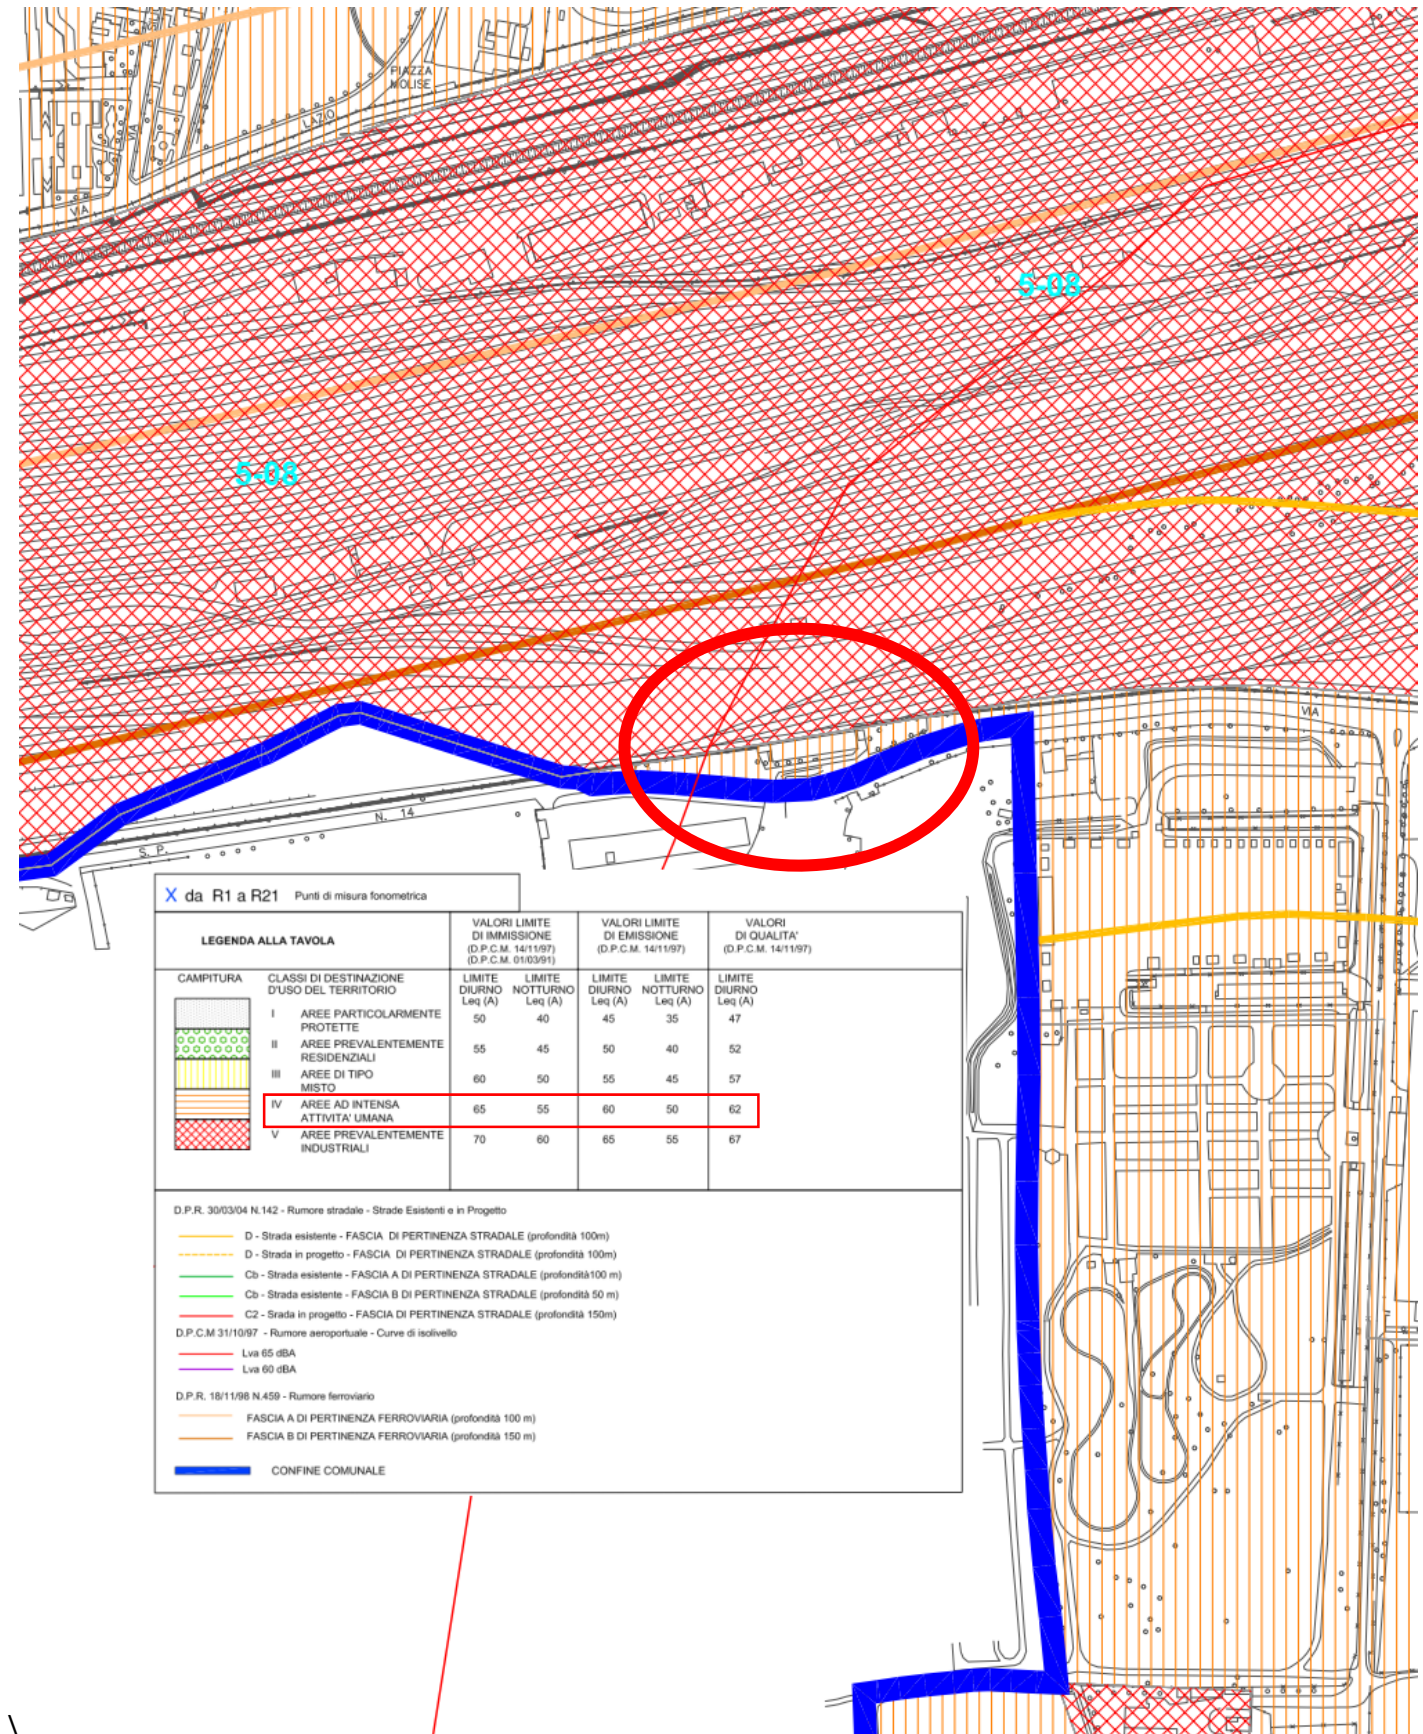 PIAZZA
MOLISE
LAZIO
VIA
VIA
5-08
5-08
VIA
N. 14
S. P.
X da R1 a R21 Punti di misura fonometrica
LEGENDA ALLA TAVOLA
VALORI LIMITE
DI IMMISSIONE
(D.P.C.M. 14/11/97)
(D.P.C.M. 01/03/91)
VALORI LIMITE
DI EMISSIONE
(D.P.C.M. 14/11/97)
VALORI
DI QUALITA'
(D.P.C.M. 14/11/97)
CAMPITURA
CLASSI DI DESTINAZIONE
D'USO DEL TERRITORIO
LIMITE
DIURNO
Leq (A)
LIMITE
NOTTURNO
Leq (A)
LIMITE
DIURNO
Leq (A)
LIMITE
NOTTURNO
Leq (A)
LIMITE
DIURNO
Leq (A)
I AREE PARTICOLARMENTE
PROTETTE
50 40 45 35 47
II AREE PREVALENTEMENTE
RESIDENZIALI
55 45 50 40 52
III AREE DI TIPO
MISTO
60 50 55 45 57
IV AREE AD INTENSA
ATTIVITA' UMANA
65 55 60 50 62
V AREE PREVALENTEMENTE
INDUSTRIALI
70 60 65 55 67
D.P.R. 30/03/04 N.142 - Rumore stradale - Strade Esistenti e in Progetto
D - Strada esistente - FASCIA DI PERTINENZA STRADALE (profondità 100m)
D - Strada in progetto - FASCIA DI PERTINENZA STRADALE (profondità 100m)
Cb - Strada esistente - FASCIA A DI PERTINENZA STRADALE (profondità100 m)
Cb - Strada esistente - FASCIA B DI PERTINENZA STRADALE (profondità 50 m)
C2 - Srada in progetto - FASCIA DI PERTINENZA STRADALE (profondità 150m)
D.P.C.M 31/10/97 - Rumore aeroportuale - Curve di isolivello
Lva 65 dBA
Lva 60 dBA
D.P.R. 18/11/98 N.459 - Rumore ferroviario
FASCIA A DI PERTINENZA FERROVIARIA (profondità 100 m)
FASCIA B DI PERTINENZA FERROVIARIA (profondità 150 m)
CONFINE COMUNALE
\